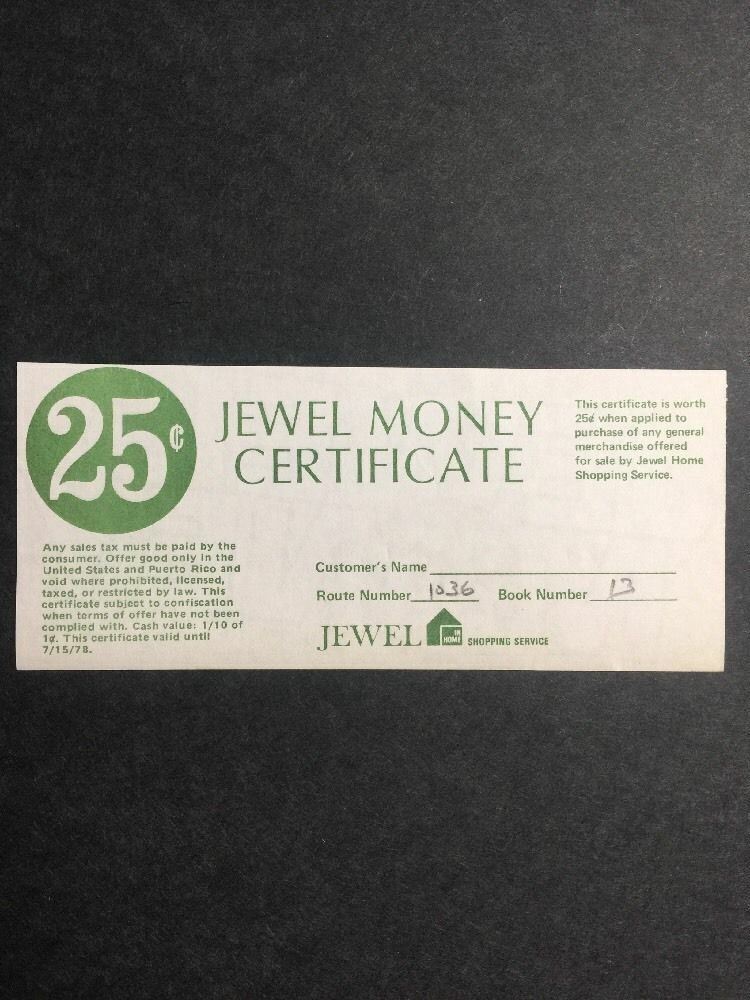 25¢
JEWEL MONEY
CERTIFICATE
This certificate is worth
25¢ when applied to
purchase of any general
merchandise offered
for sale by Jewel Home
Shopping Service.
Any sales tax must be paid by the
consumer. Offer good only in the
United States and Puerto Rico and
void where prohibited, licensed,
taxed, or restricted by law. This
certificate subject to confiscation
when terms of offer have not been
complied with. Cash value: 1/10 of
1¢. This certificate valid until
7/15/78.
Customer's Name
Route Number 1036 Book Number 13
JEWEL IN HOME SHOPPING SERVICE